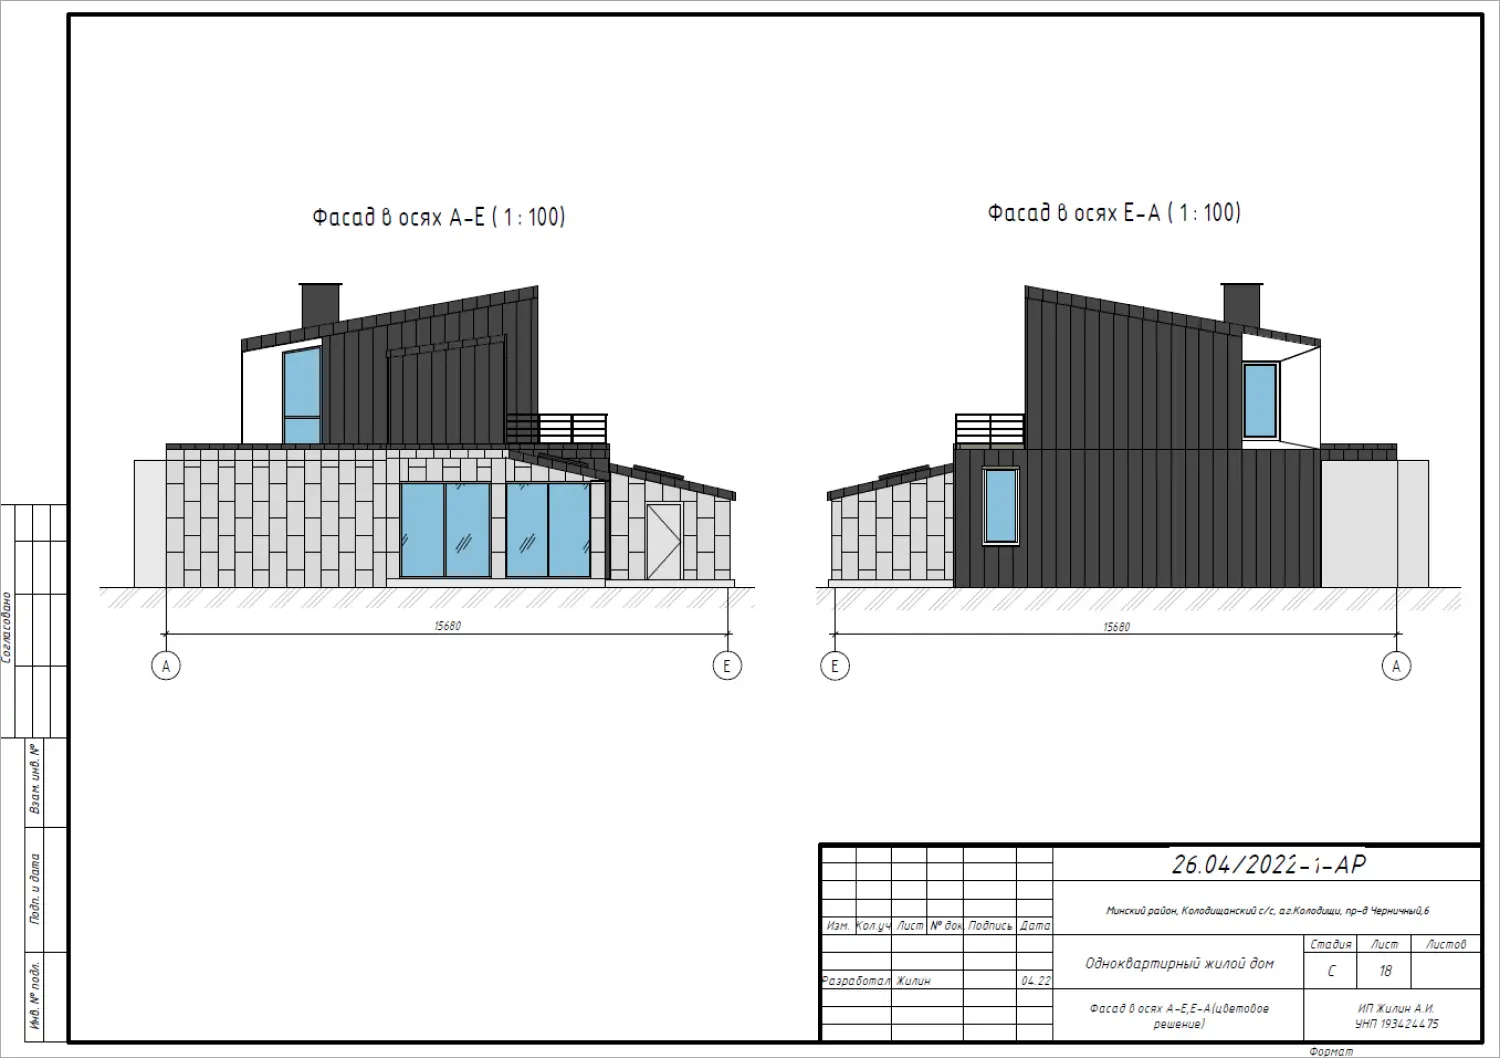 Фасад в осях А-Е ( 1 : 100)
Фасад в осях Е-А ( 1 : 100)
15680
15680
А
Е
Е
А
Согласовано
Взам. инв. №
Подп. и дата
Инв. № подл.
26.04/2022-1-АР
Минский район, Колодищанский с/с, аг.Колодищи, пр-д Черничный,6
Изм. Кол.уч Лист № док. Подпись Дата
Одноквартирный жилой дом
Стадия Лист Листов
С 18
Разработал Жилин 04.22
Фасад в осях А-Е,Е-А(цветовое
решение)
ИП Жилин А.И.
УНП 193424475
Формат